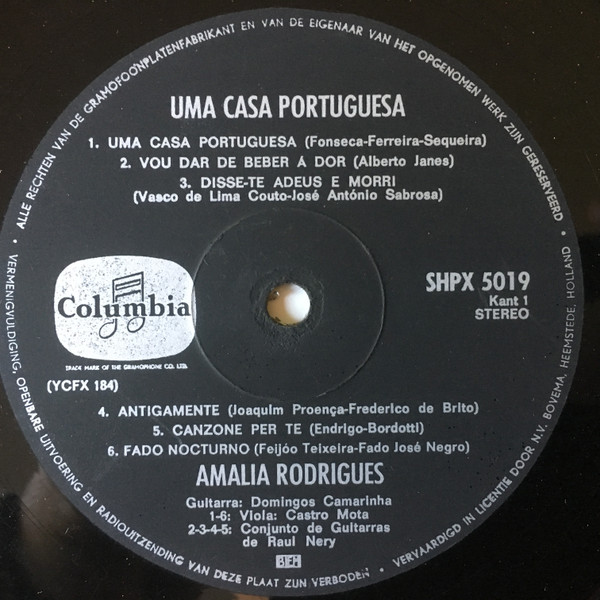 • ALLE RECHTEN VAN DE GRAMOFOONPLATENFABRIKANT EN VAN DE EIGENAAR VAN HET OPGENOMEN WERK ZIJN GERESERVEERD •
UMA CASA PORTUGUESA
1. UMA CASA PORTUGUESA (Fonseca-Ferreira-Sequeira)
2. VOU DAR DE BEBER Á DOR (Alberto Janes)
3. DISSE-TE ADEUS E MORRI
(Vasco de Lima Couto-José António Sabrosa)
Columbia
TRADE MARK OF THE GRAMOPHONE CO. LTD.
(YCFX 184)
SHPX 5019
Kant 1
STEREO
4. ANTIGAMENTE (Joaquim Proença-Frederico de Brito)
5. CANZONE PER TE (Endrigo-Bordotti)
6. FADO NOCTURNO (Feijóo Teixeira-Fado José Negro)
AMALIA RODRIGUES
Guitarra: Domingos Camarinha
1-6: Viola: Castro Mota
2-3-4-5: Conjunto de Guitarras
de Raul Nery
BIEM
VERMENIGVULDIGING, OPENBARE UITVOERING EN RADIOUITZENDING VAN DEZE PLAAT ZIJN VERBODEN •
VERVAARDIGD IN LICENTIE DOOR N.V. BOVEMA, HEEMSTEDE, HOLLAND